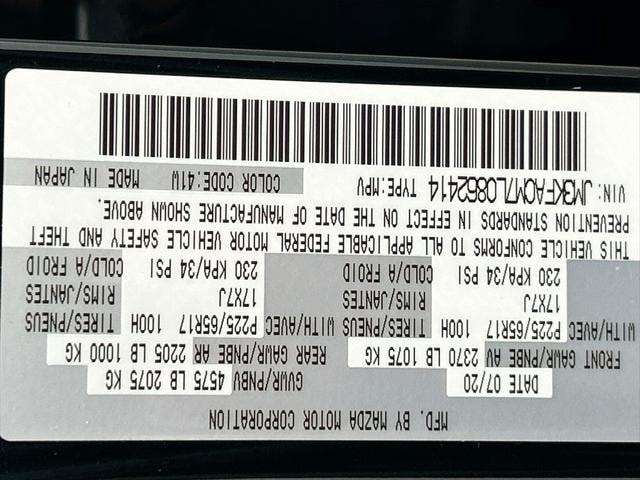 MFD. BY MAZDA MOTOR CORPORATION
DATE 07/20 GVWR/PNBV 4575 LB 2075 KG
FRONT GAWR/PNBE AV 2370 LB 1075 KG REAR GAWR/PNBE AR 2205 LB 1000 KG
WITH/AVEC P225/65R17 100H TIRES/PNEUS WITH/AVEC P225/65R17 100H TIRES/PNEUS
17X7J RIMS/JANTES 17X7J RIMS/JANTES
230 KPA/34 PSI COLD/A FROID 230 KPA/34 PSI COLD/A FROID
THIS VEHICLE CONFORMS TO ALL APPLICABLE FEDERAL MOTOR VEHICLE SAFETY AND THEFT
PREVENTION STANDARDS IN EFFECT ON THE DATE OF MANUFACTURE SHOWN ABOVE.
VIN: JM3KFACM7L0862414 TYPE:MPV COLOR CODE:41W MADE IN JAPAN